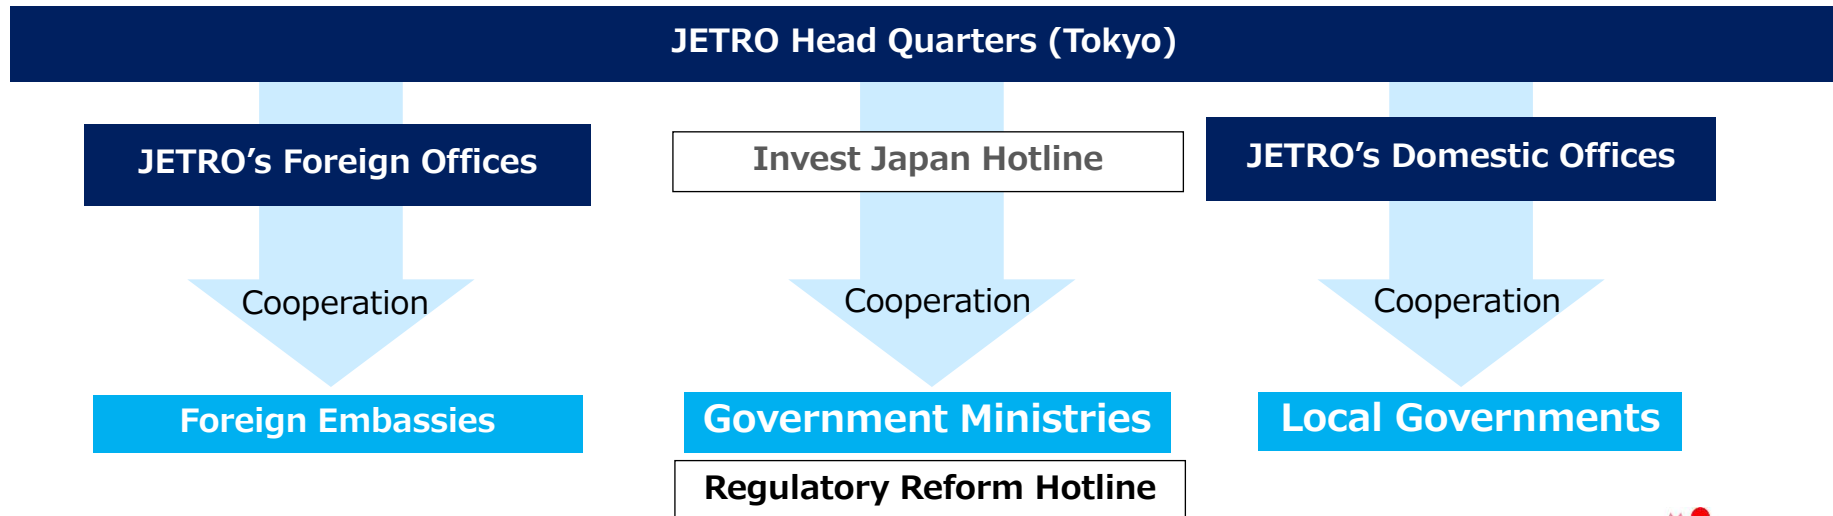 JETRO Head Quarters (Tokyo)
JETRO’s Foreign Offices
Invest Japan Hotline
JETRO’s Domestic Offices
Cooperation
Cooperation
Cooperation
Foreign Embassies
Government Ministries
Local Governments
Regulatory Reform Hotline